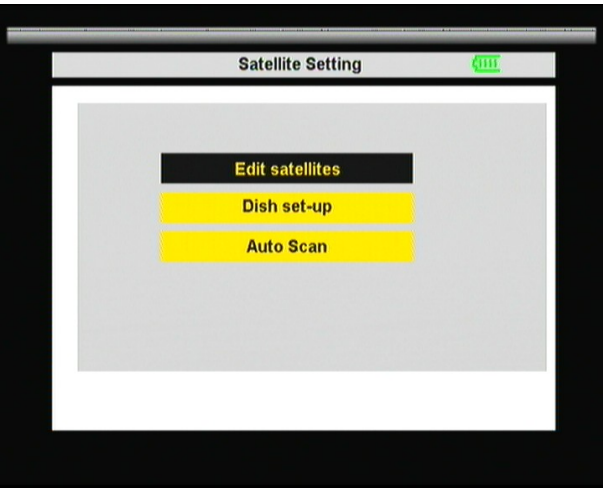 Satellite Setting
Edit satellites
Dish set-up
Auto Scan